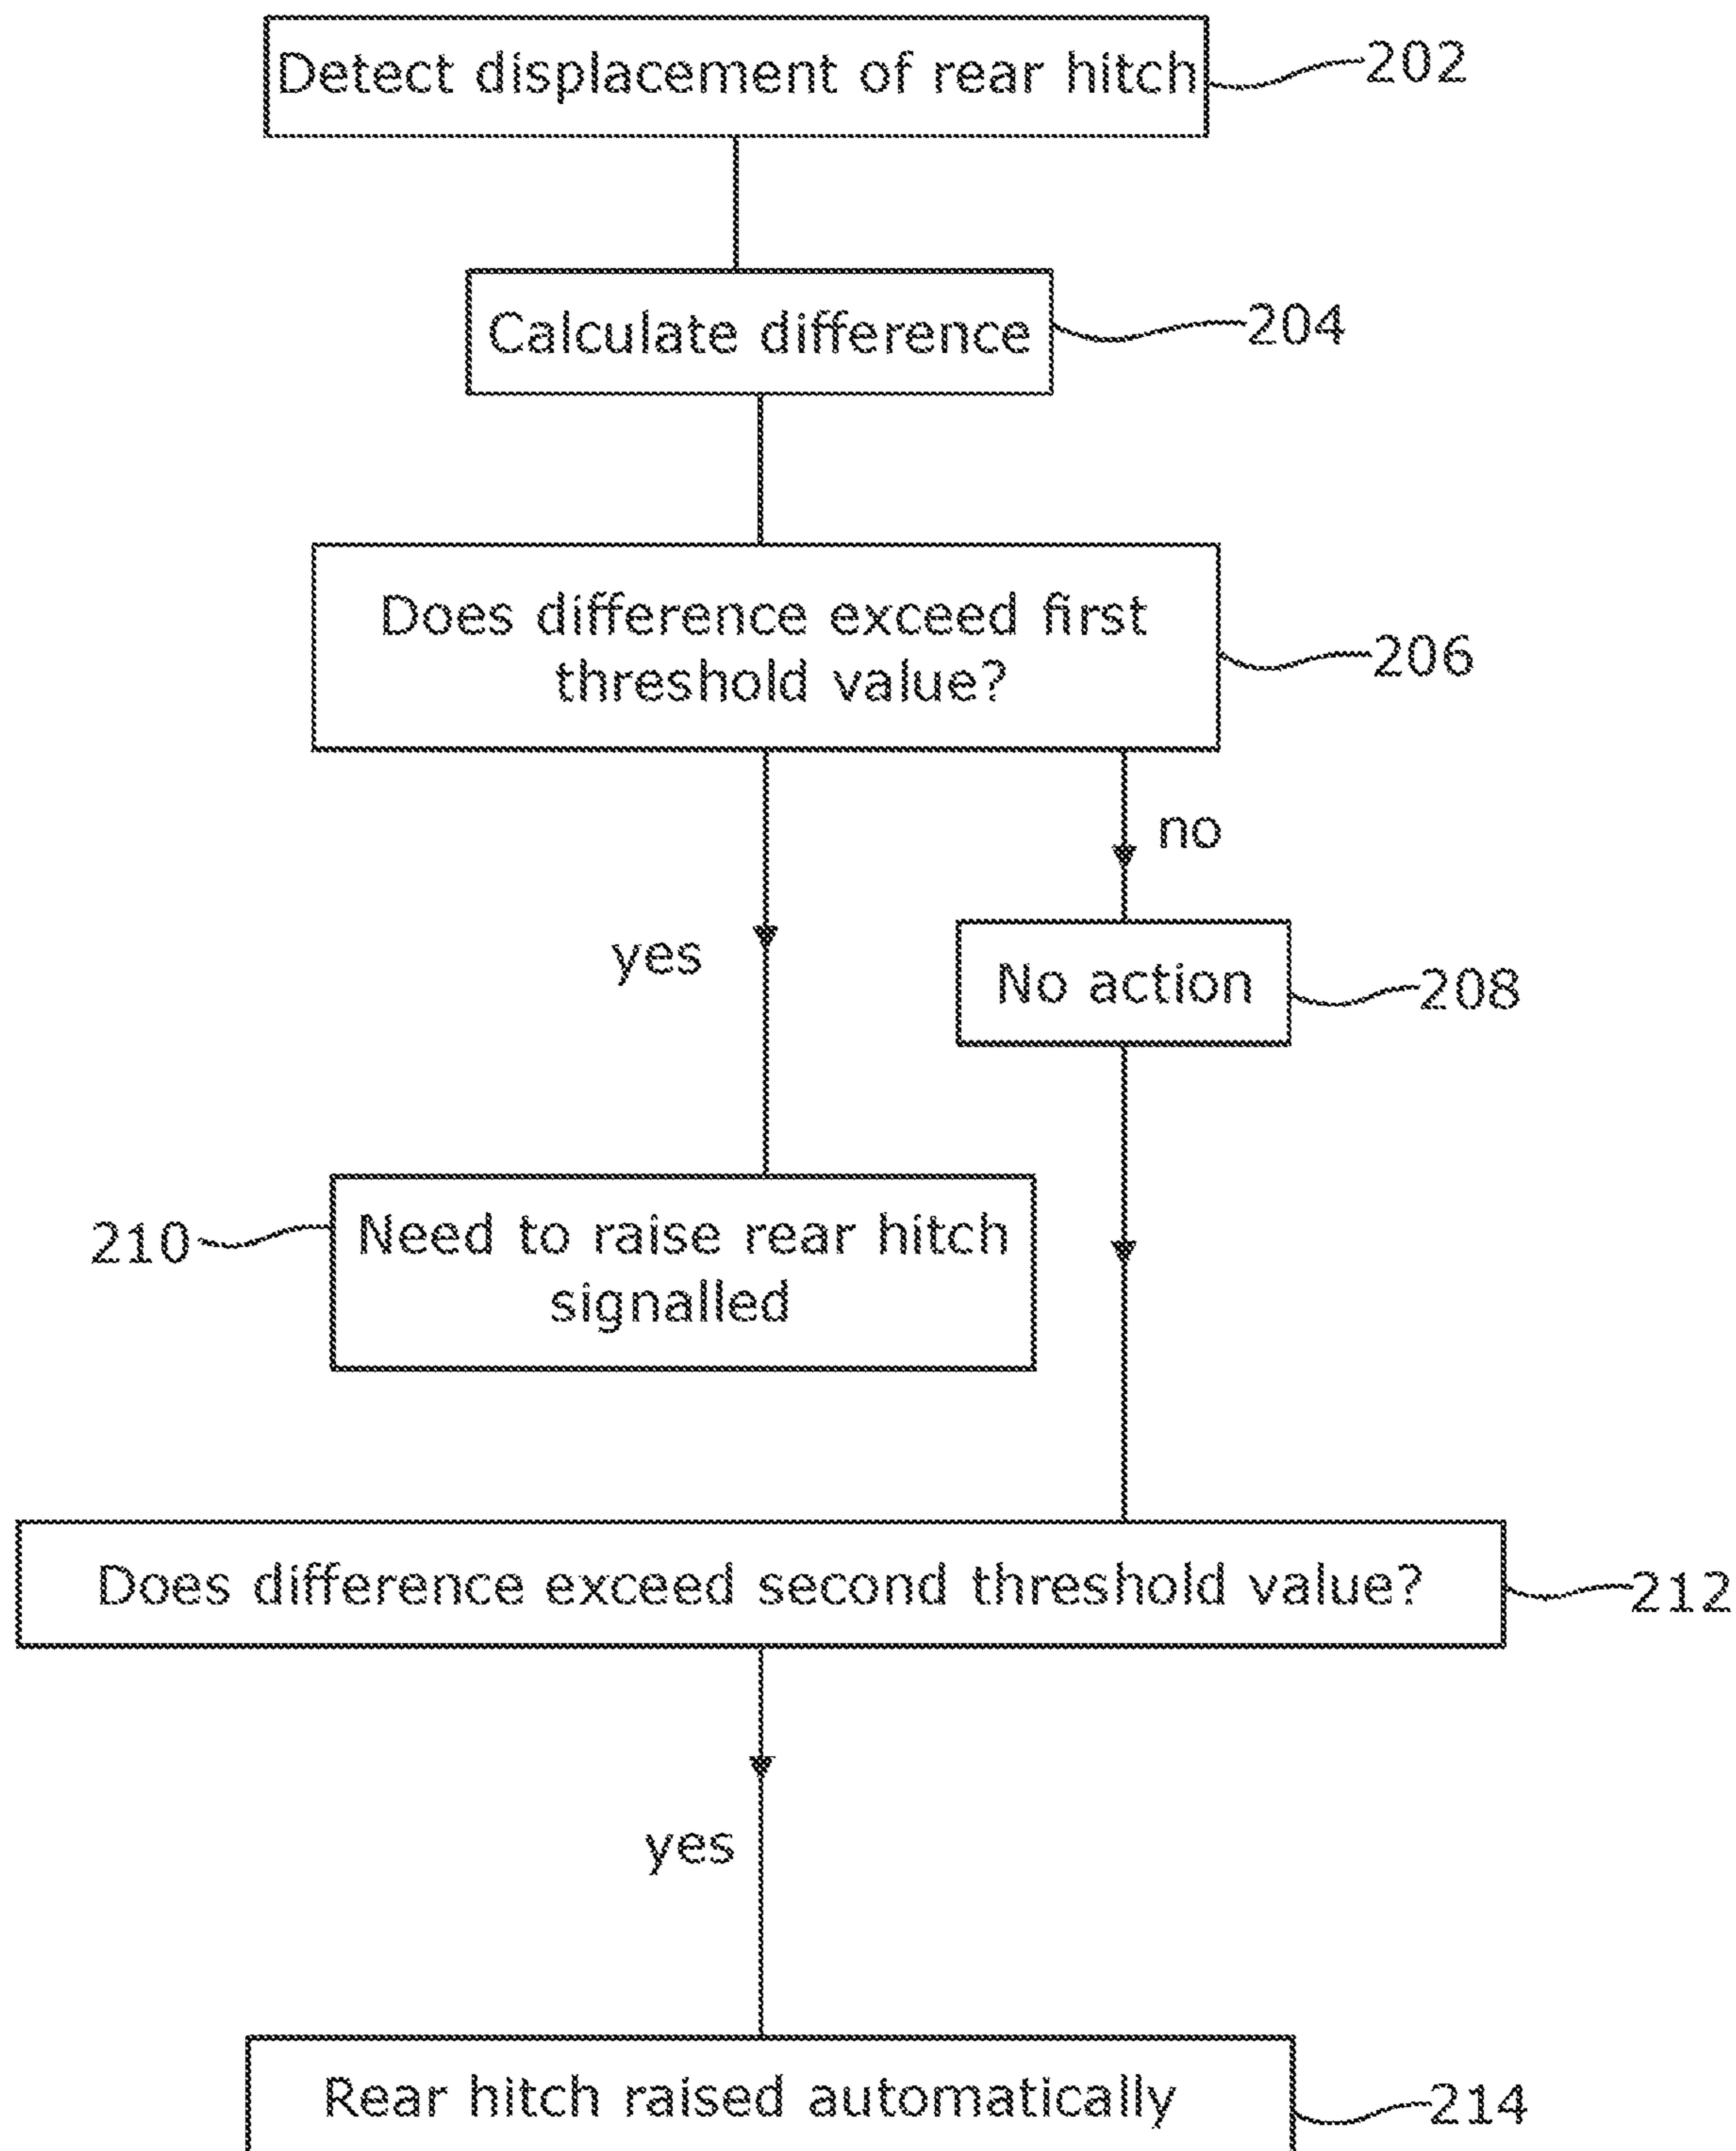 Detect displacement of rear hitch
202
Calculate difference
204
Does difference exceed first
threshold value?
206
no
yes
No action
208
210
Need to raise rear hitch
signalled
Does difference exceed second threshold value?
212
yes
Rear hitch raised automatically
214